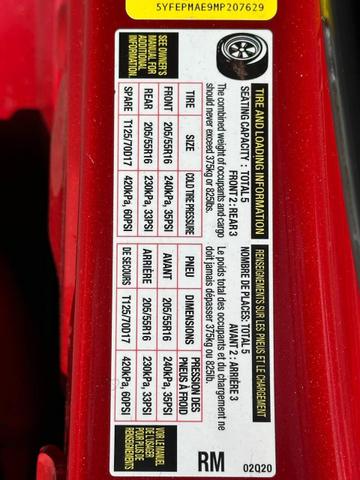 5YFEPMAE9MP207629
TIRE AND LOADING INFORMATION
SEATING CAPACITY : TOTAL 5
FRONT 2 : REAR 3
The combined weight of occupants and cargo
should never exceed 375kg or 825lbs.
TIRE SIZE COLD TIRE PRESSURE
FRONT 205/55R16 240kPa, 35PSI
REAR 205/55R16 230kPa, 33PSI
SPARE T125/70D17 420kPa, 60PSI
SEE OWNER'S
MANUAL FOR
ADDITIONAL
INFORMATION
RENSEIGNEMENTS SUR LES PNEUS ET LE CHARGEMENT
NOMBRE DE PLACES: TOTAL 5
AVANT 2 : ARRIÈRE 3
Le poids total des occupants et du chargement ne
doit jamais dépasser 375kg ou 825lb.
PNEU DIMENSIONS PRESSION DES
PNEUS À FROID
AVANT 205/55R16 240kPa, 35PSI
ARRIÈRE 205/55R16 230kPa, 33PSI
DE SECOURS T125/70D17 420kPa, 60PSI
VOIR LE MANUEL
DE L'USAGER
POUR PLUS DE
RENSEIGNEMENTS
RM
02Q20